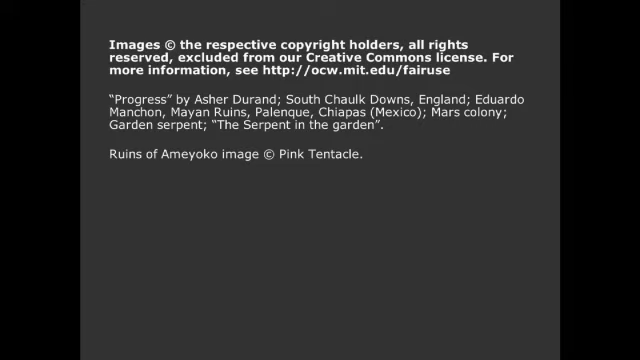 Images © the respective copyright holders, all rights
reserved, excluded from our Creative Commons license. For
more information, see http://ocw.mit.edu/fairuse
“Progress” by Asher Durand; South Chaulk Downs, England; Eduardo
Manchon, Mayan Ruins, Palenque, Chiapas (Mexico); Mars colony;
Garden serpent; “The Serpent in the garden”.
Ruins of Ameyoko image © Pink Tentacle.